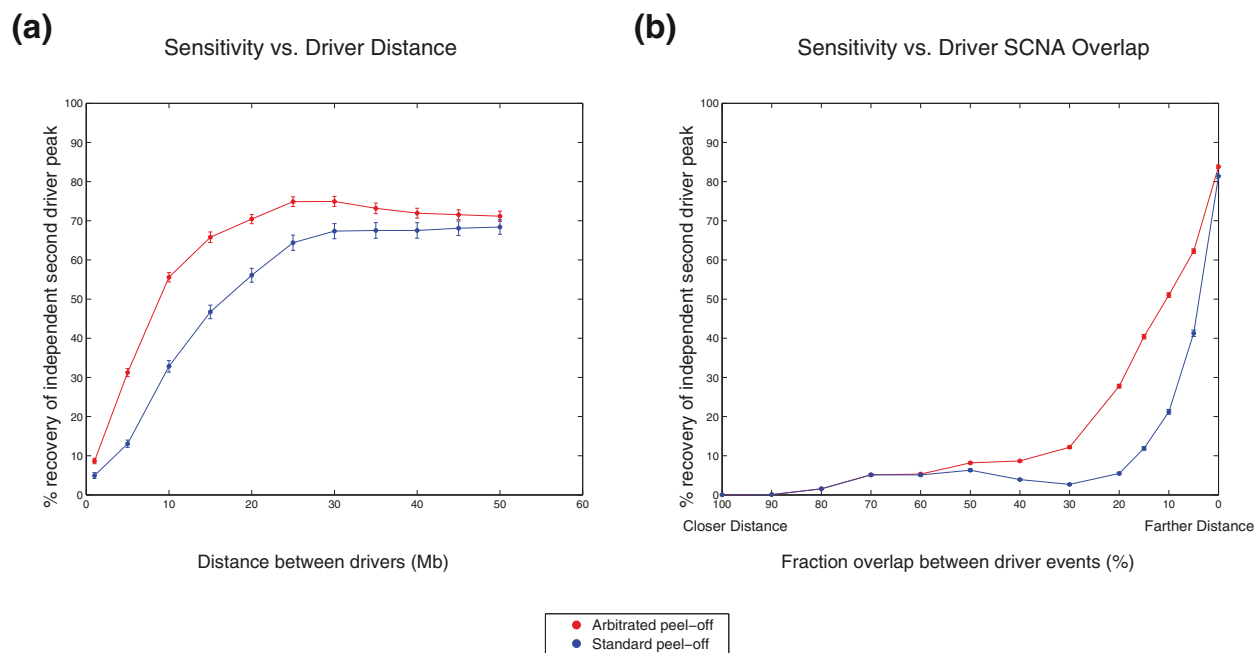 (a)
Sensitivity vs. Driver Distance
% recovery of independent second driver peak
100
90
80
70
60
50
40
30
20
10
0
0 10 20 30 40 50 60
Distance between drivers (Mb)
(b)
Sensitivity vs. Driver SCNA Overlap
% recovery of independent second driver peak
100
90
80
70
60
50
40
30
20
10
0
100 90 80 70 60 50 40 30 20 10 0
Closer Distance Farther Distance
Fraction overlap between driver events (%)
Arbitrated peel-off
Standard peel-off